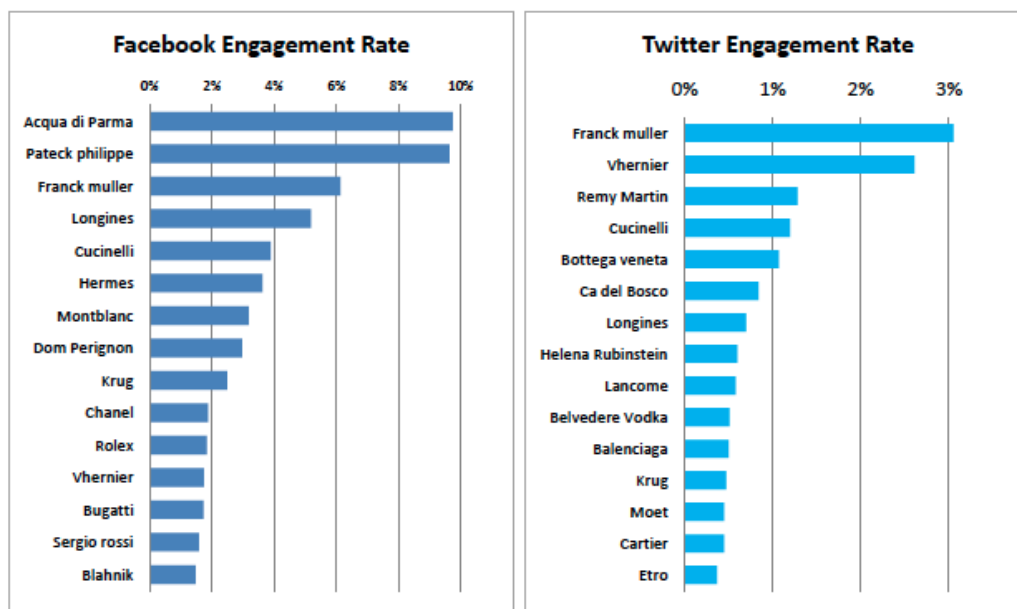 Facebook Engagement Rate
0% 2% 4% 6% 8% 10%
Acqua di Parma
Pateck philippe
Franck muller
Longines
Cucinelli
Hermes
Montblanc
Dom Perignon
Krug
Chanel
Rolex
Vhernier
Bugatti
Sergio rossi
Blahnik
Twitter Engagement Rate
0% 1% 2% 3%
Franck muller
Vhernier
Remy Martin
Cucinelli
Bottega veneta
Ca del Bosco
Longines
Helena Rubinstein
Lancome
Belvedere Vodka
Balenciaga
Krug
Moet
Cartier
Etro